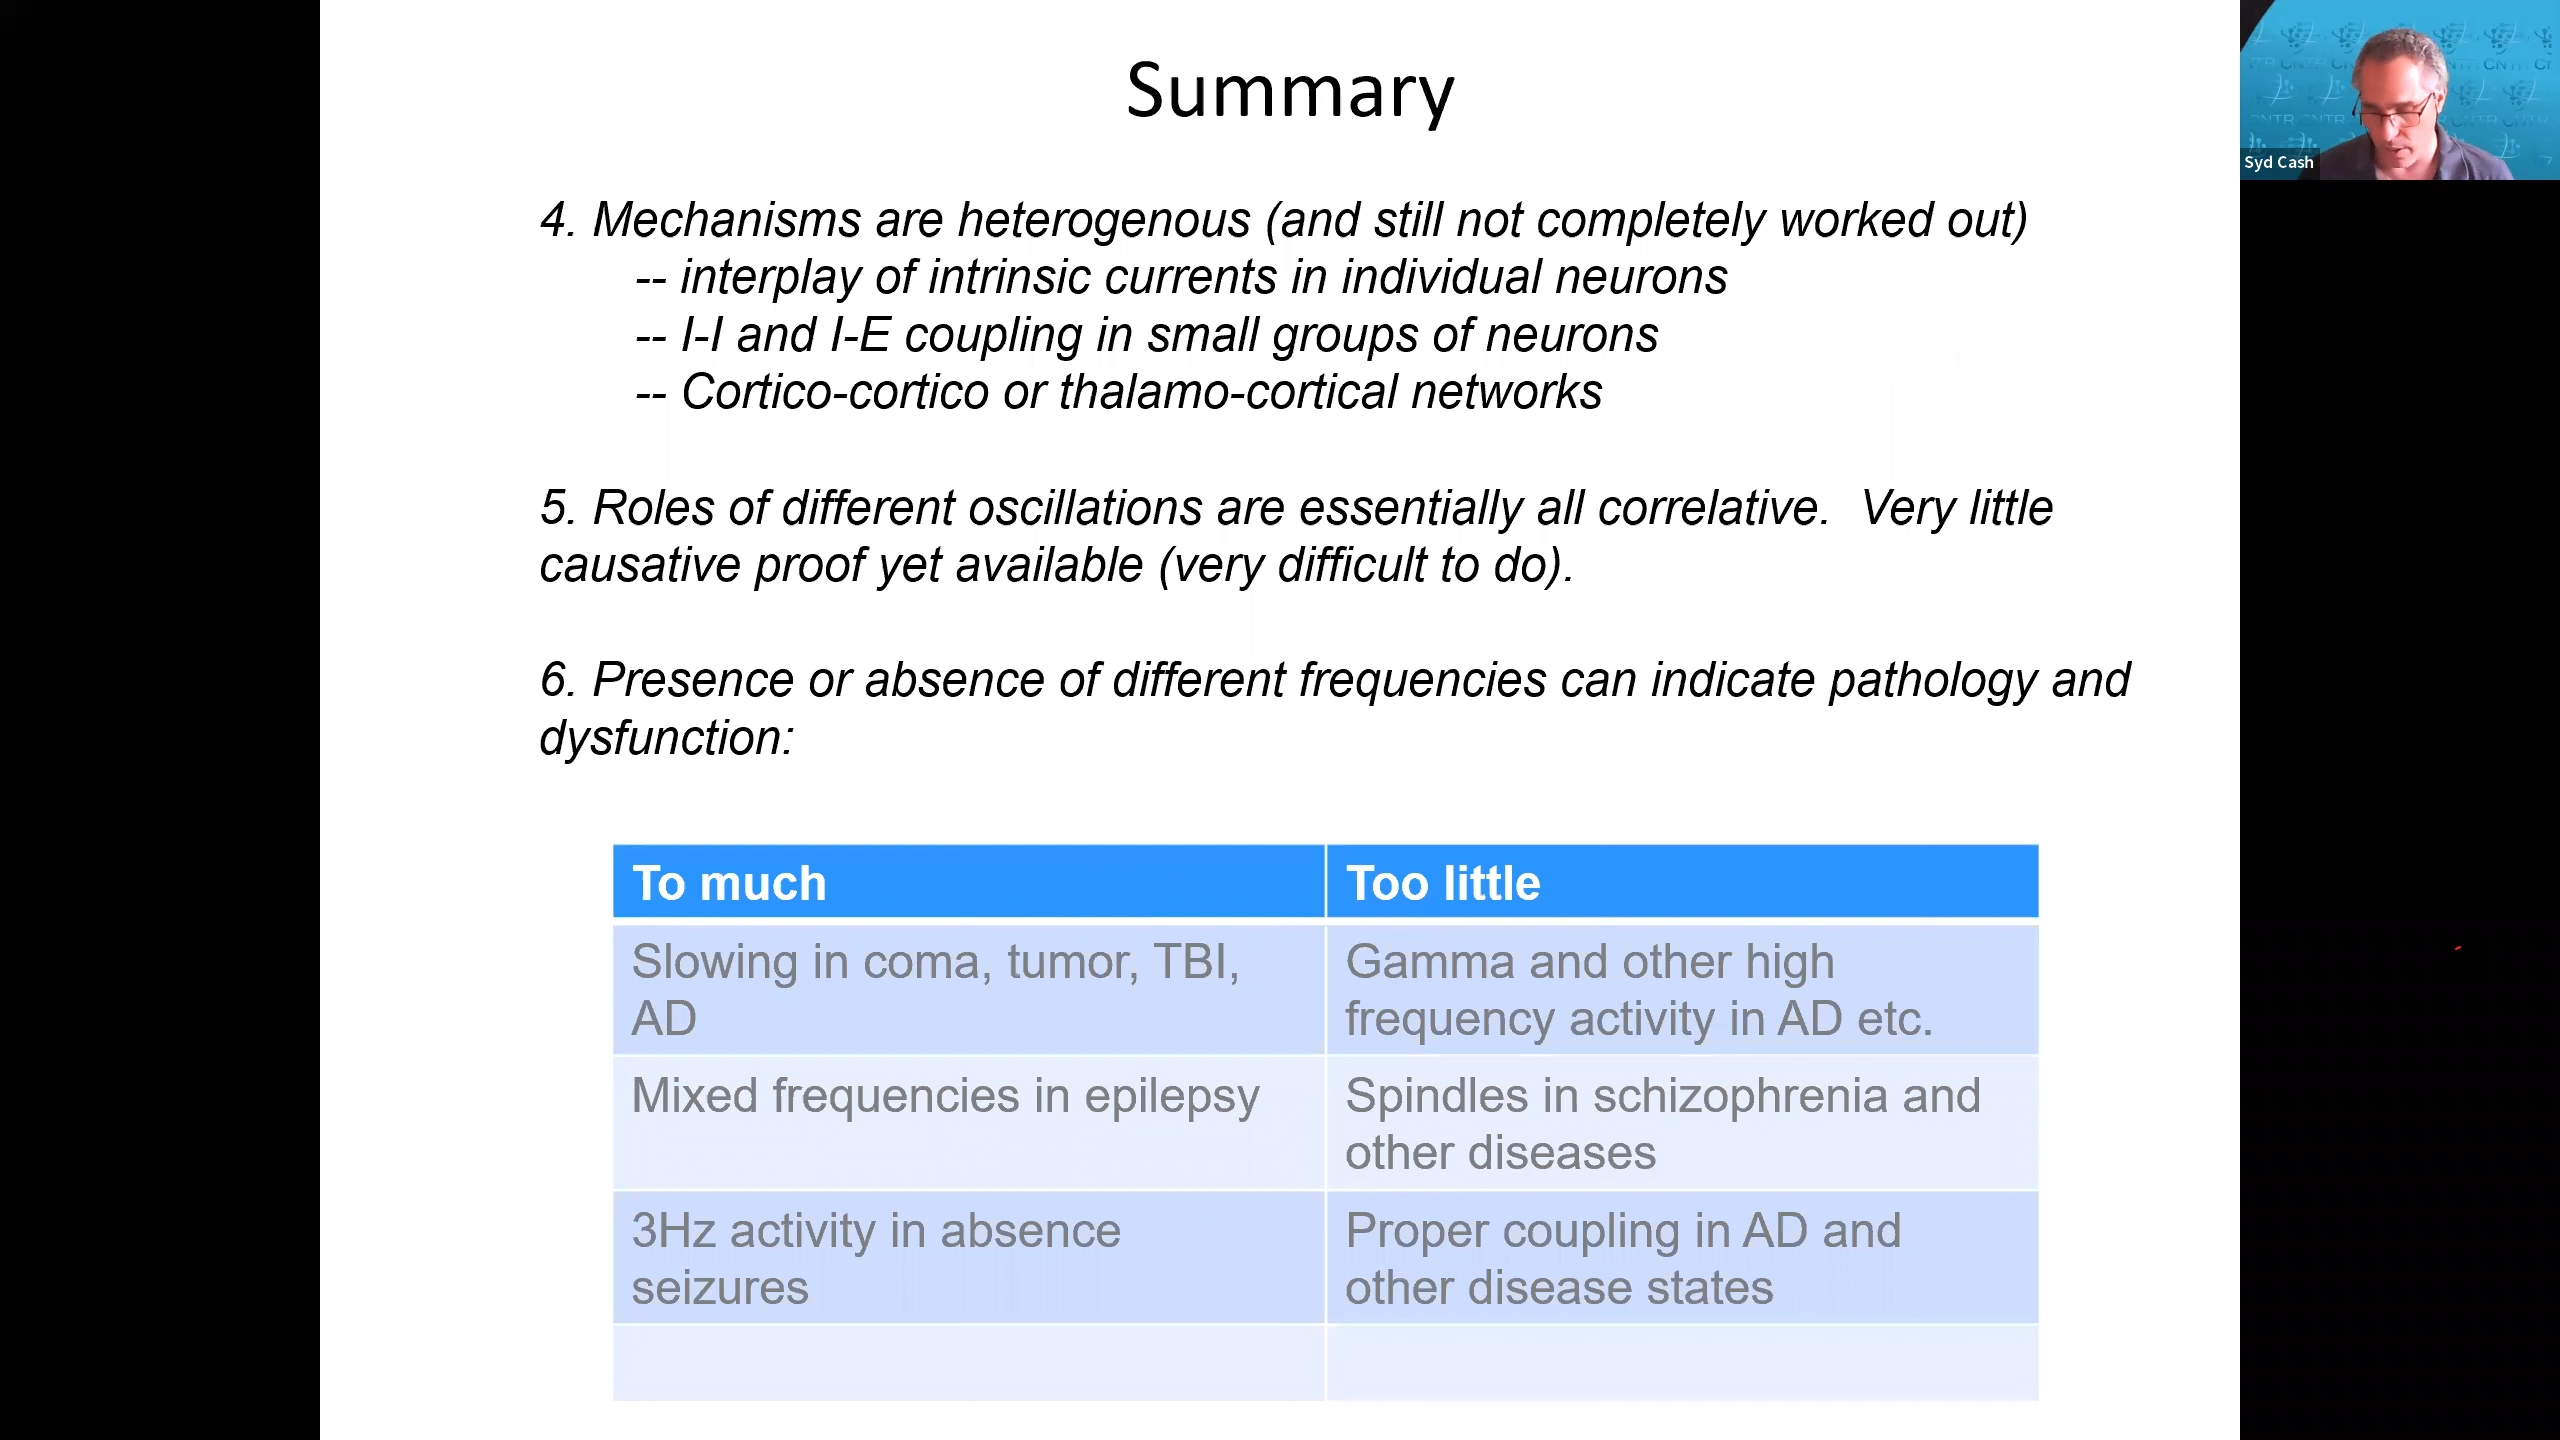 Summary
Syd Cash
4. Mechanisms are heterogenous (and still not completely worked out)
-- interplay of intrinsic currents in individual neurons
-- I-I and I-E coupling in small groups of neurons
-- Cortico-cortico or thalamo-cortical networks
5. Roles of different oscillations are essentially all correlative. Very little
causative proof yet available (very difficult to do).
6. Presence or absence of different frequencies can indicate pathology and
dysfunction:
To much
Too little
Slowing in coma, tumor, TBI,
AD
Gamma and other high
frequency activity in AD etc.
Mixed frequencies in epilepsy
Spindles in schizophrenia and
other diseases
3Hz activity in absence
seizures
Proper coupling in AD and
other disease states